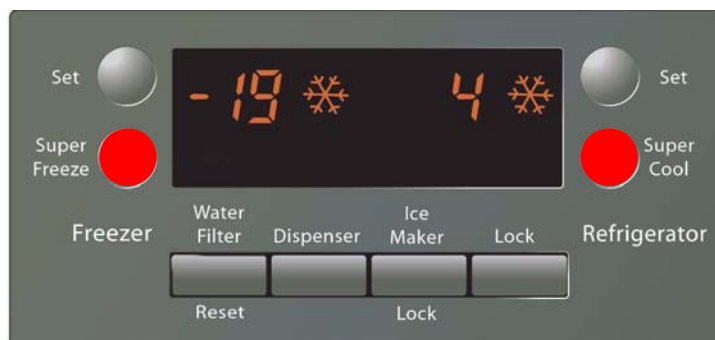 -19 4
Set
Set
Super
Freeze
Super
Cool
Freezer
Water
Filter
Dispenser
Ice
Maker
Lock
Refrigerator
Reset
Lock